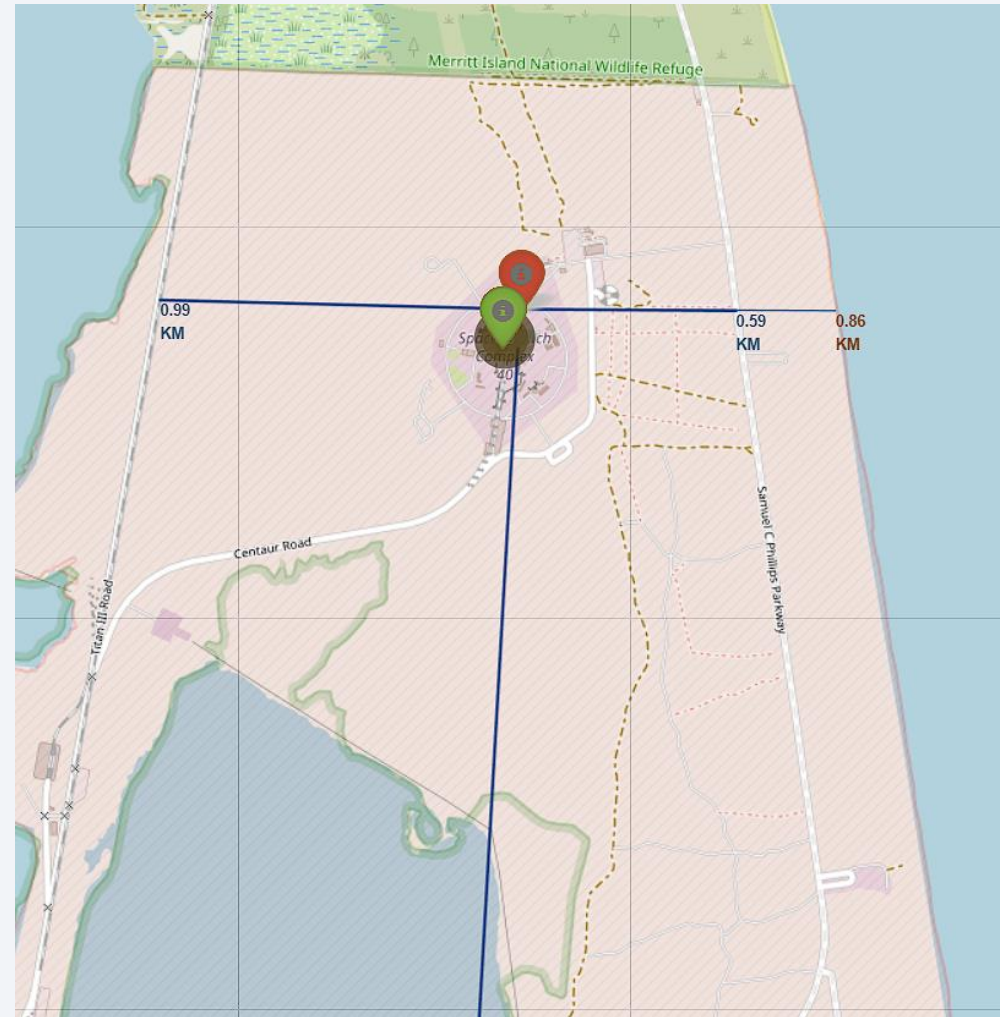 Merritt Island National Wildlife Refuge
0.99
KM
0.59
KM
0.86
KM
Complex
40
Samuel C Phillips Parkway
Centaur Road
Titan III Road